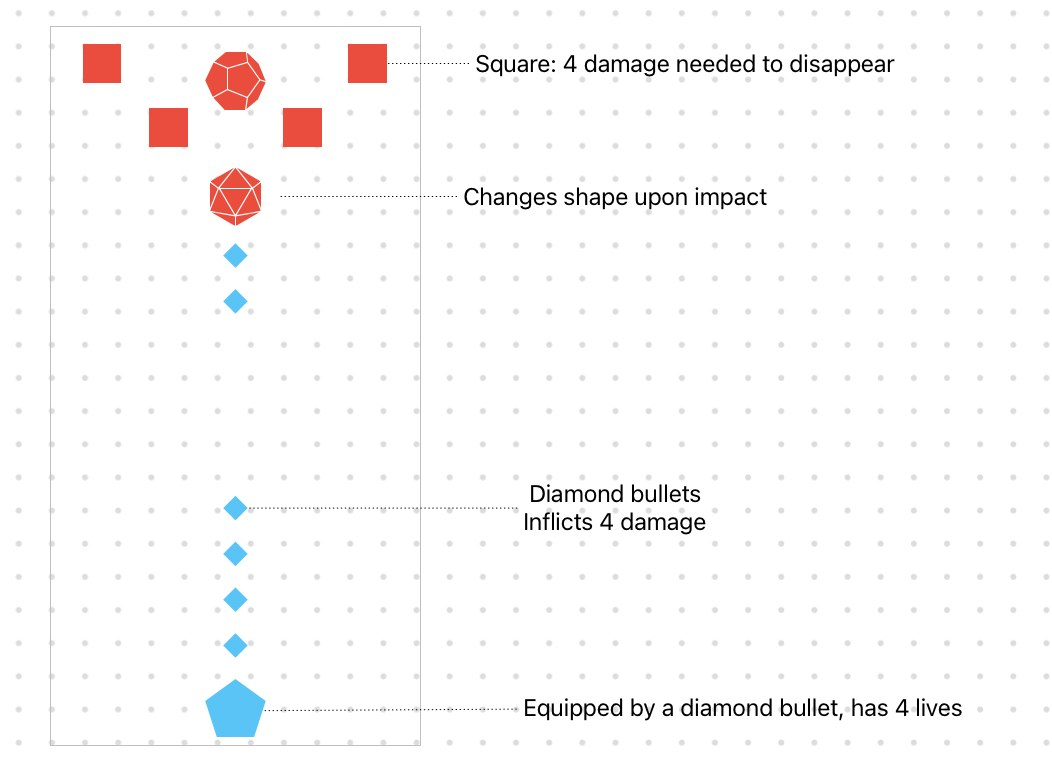 Square: 4 damage needed to disappear
Changes shape upon impact
Diamond bullets
Inflicts 4 damage
Equipped by a diamond bullet, has 4 lives